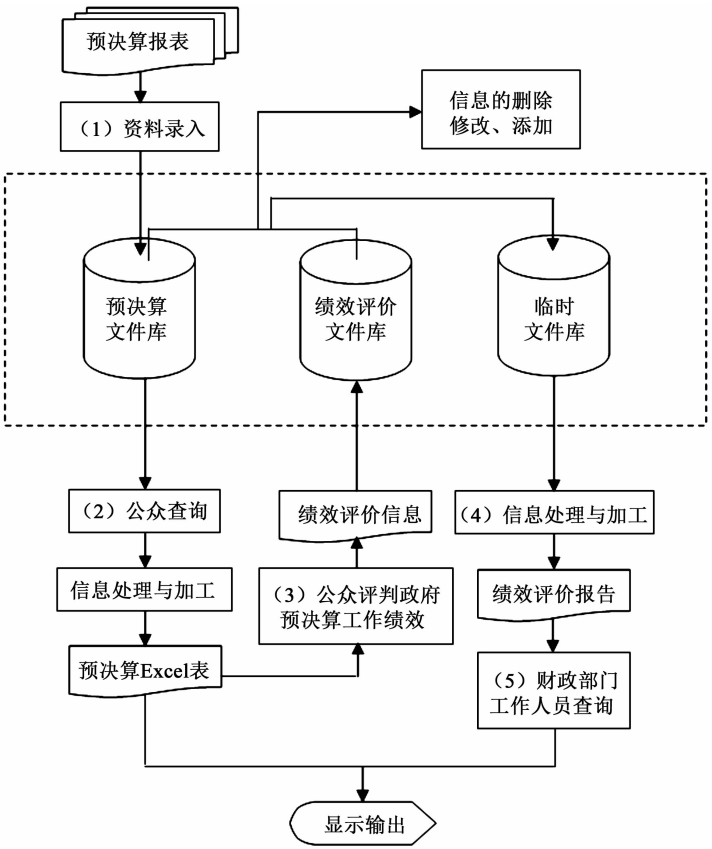 预决算报表
(1)资料录入
信息的删除
修改、添加
预决算
文件库
绩效评价
文件库
临时
文件库
(2)公众查询
绩效评价信息
(4)信息处理与加工
信息处理与加工
(3)公众评判政府
预决算工作绩效
绩效评价报告
预决算Excel表
(5)财政部门
工作人员查询
显示输出